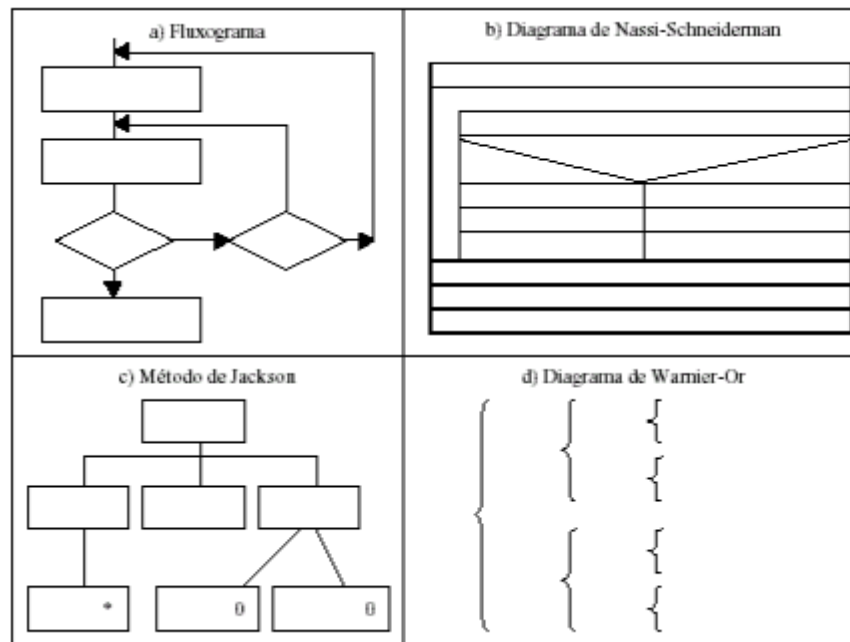 a) Fluxograma
b) Diagrama de Nassi-Schneiderman
c) Método de Jackson
d) Diagrama de Warnier-Or
*
0
0